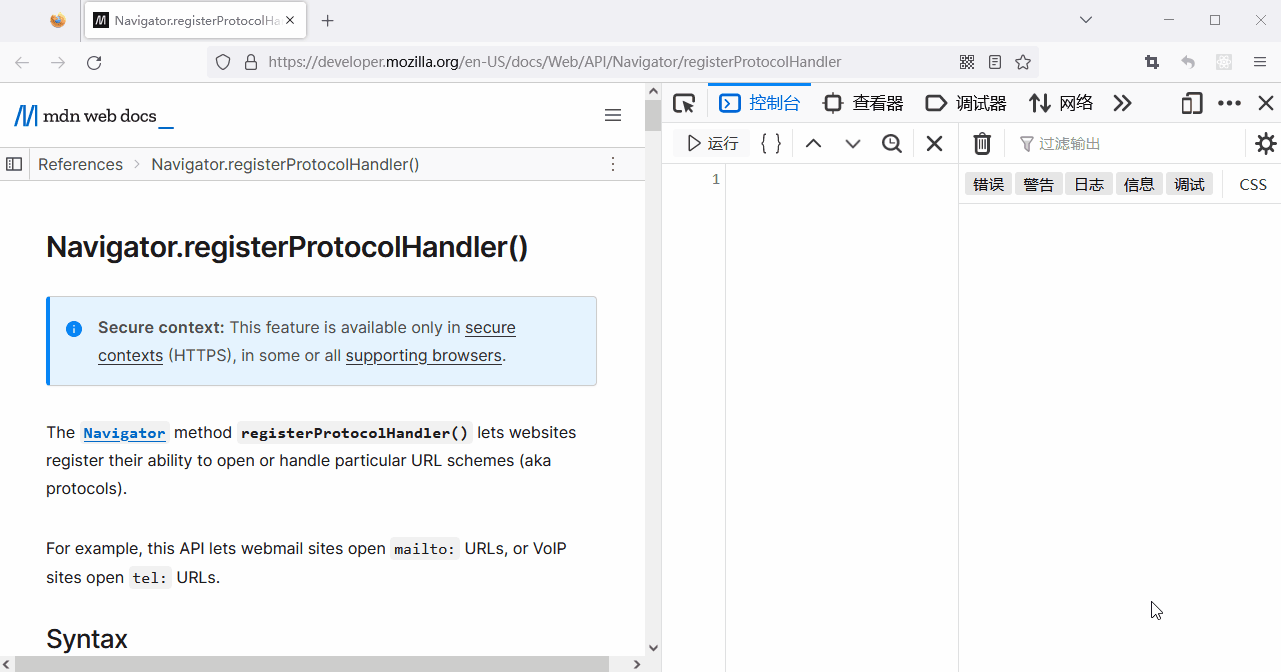 Navigator.registerProtocolHa
https://developer.mozilla.org/en-US/docs/Web/API/Navigator/registerProtocolHandler
mdn web docs_
References
Navigator.registerProtocolHandler()
Navigator.registerProtocolHandler()
Secure context: This feature is available only in secure
contexts (HTTPS), in some or all supporting browsers.
The Navigator method registerProtocolHandler() lets websites
register their ability to open or handle particular URL schemes (aka
protocols).
For example, this API lets webmail sites open mailto: URLs, or VoIP
sites open tel: URLs.
Syntax
控制台 查看器 调试器 网络
运行 { }
过滤输出
1
错误 警告 日志 信息 调试 CSS